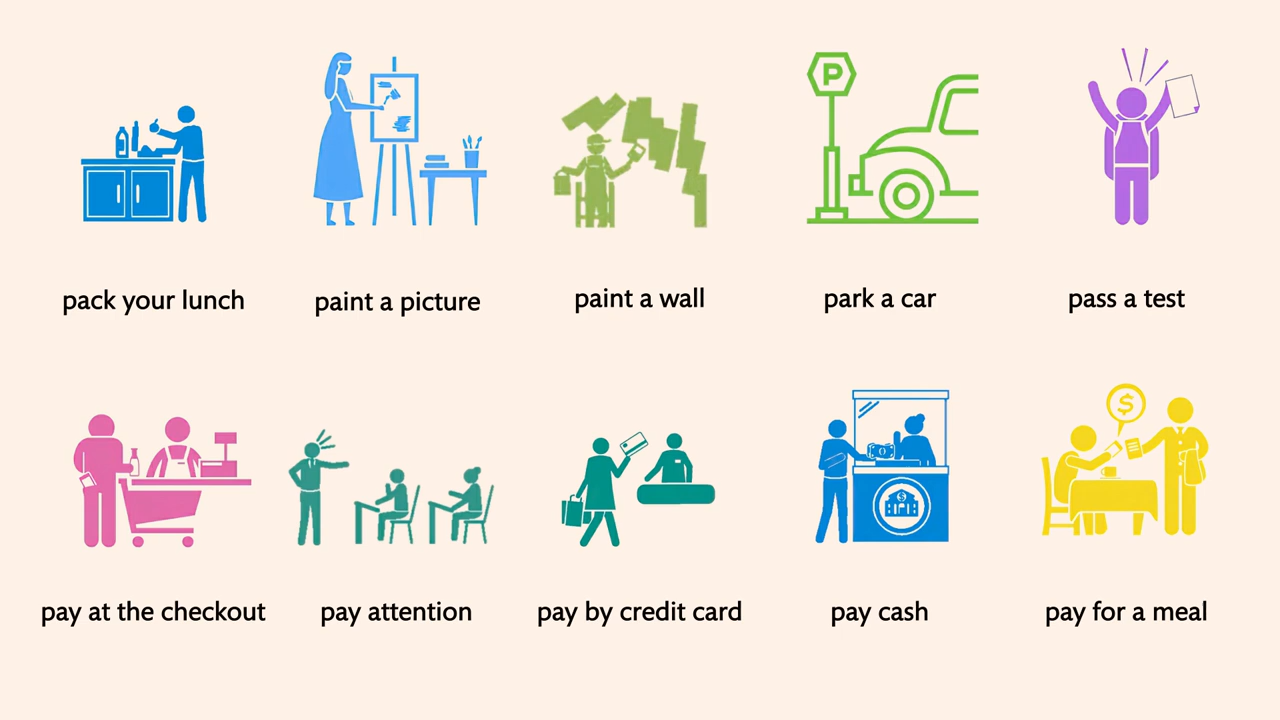 P
pack your lunch
paint a picture
paint a wall
park a car
pass a test
$
$
pay at the checkout
pay attention
pay by credit card
pay cash
pay for a meal